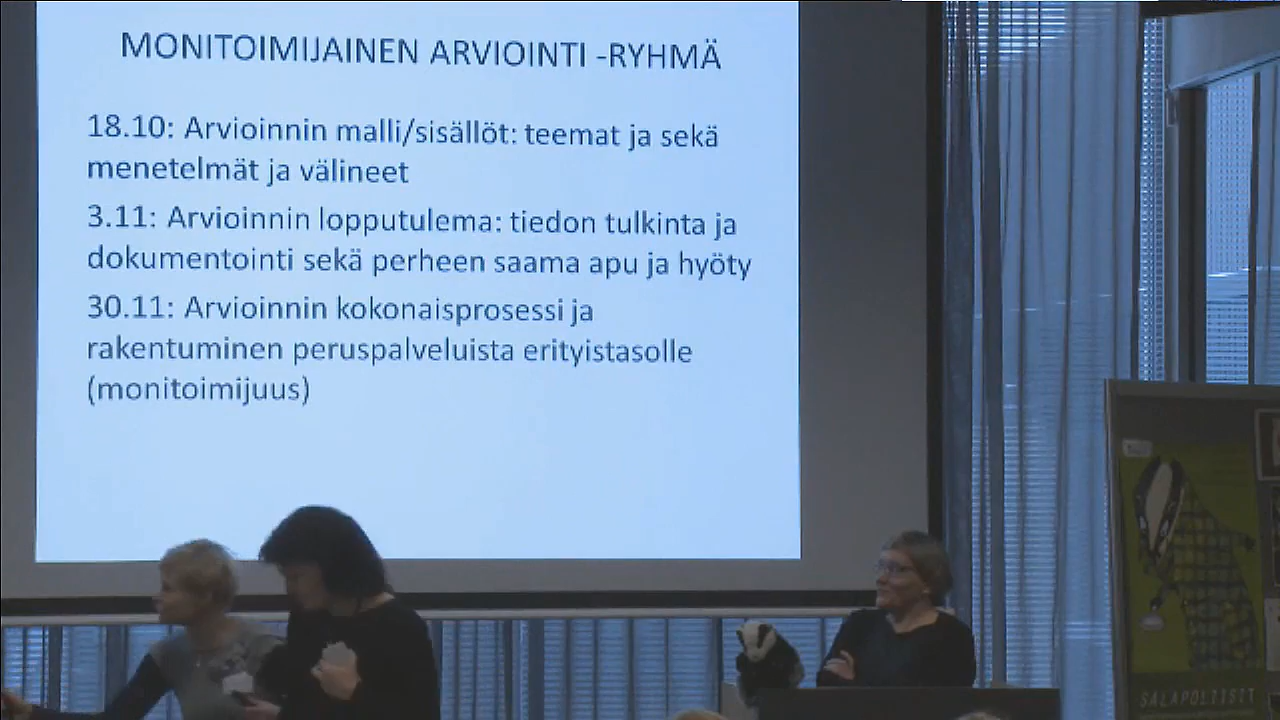 MONITOIMIJAINEN ARVIOINTI -RYHMÄ
18.10: Arvioinnin malli/sisällöt: teemat ja sekä
menetelmät ja välineet
3.11: Arvioinnin lopputulema: tiedon tulkinta ja
dokumentointi sekä perheen saama apu ja hyöty
30.11: Arvioinnin kokonaisprosessi ja
rakentuminen peruspalveluista erityistasolle
(monitoimijuus)
SALAPOLIISIT